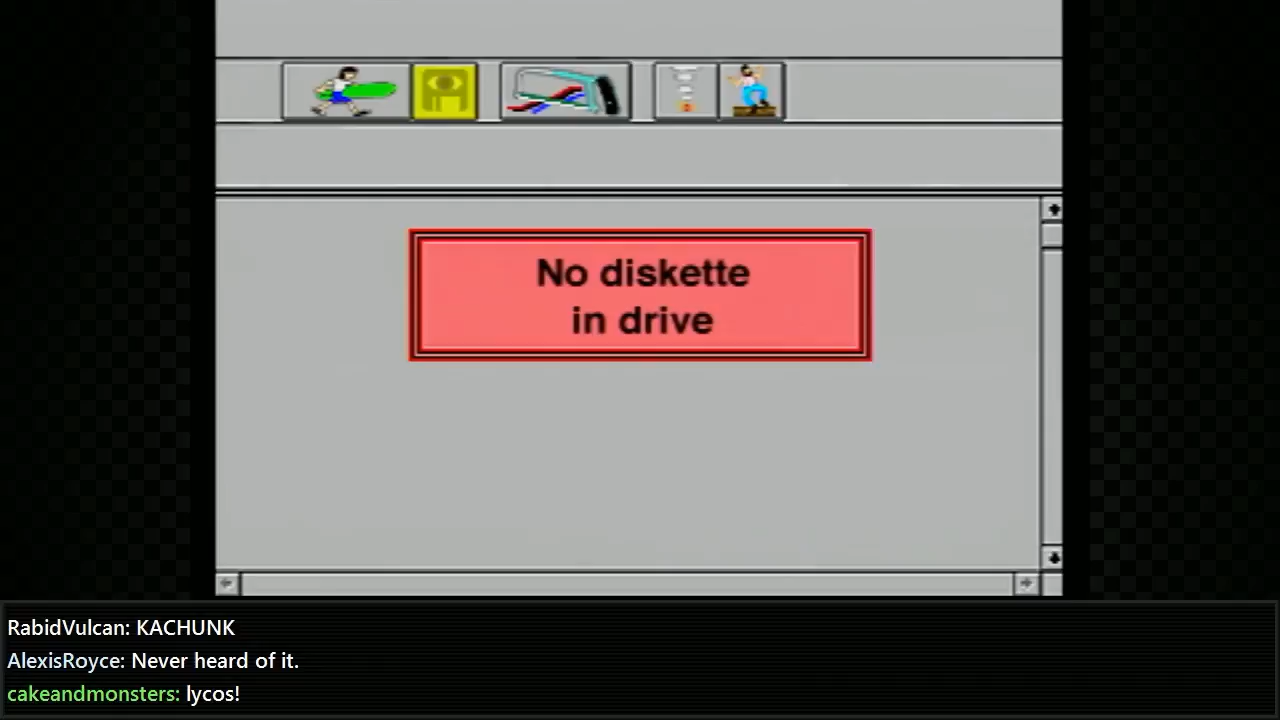 No diskette
in drive
RabidVulcan: KACHUNK
AlexisRoyce: Never heard of it.
cakeandmonsters: lycos!